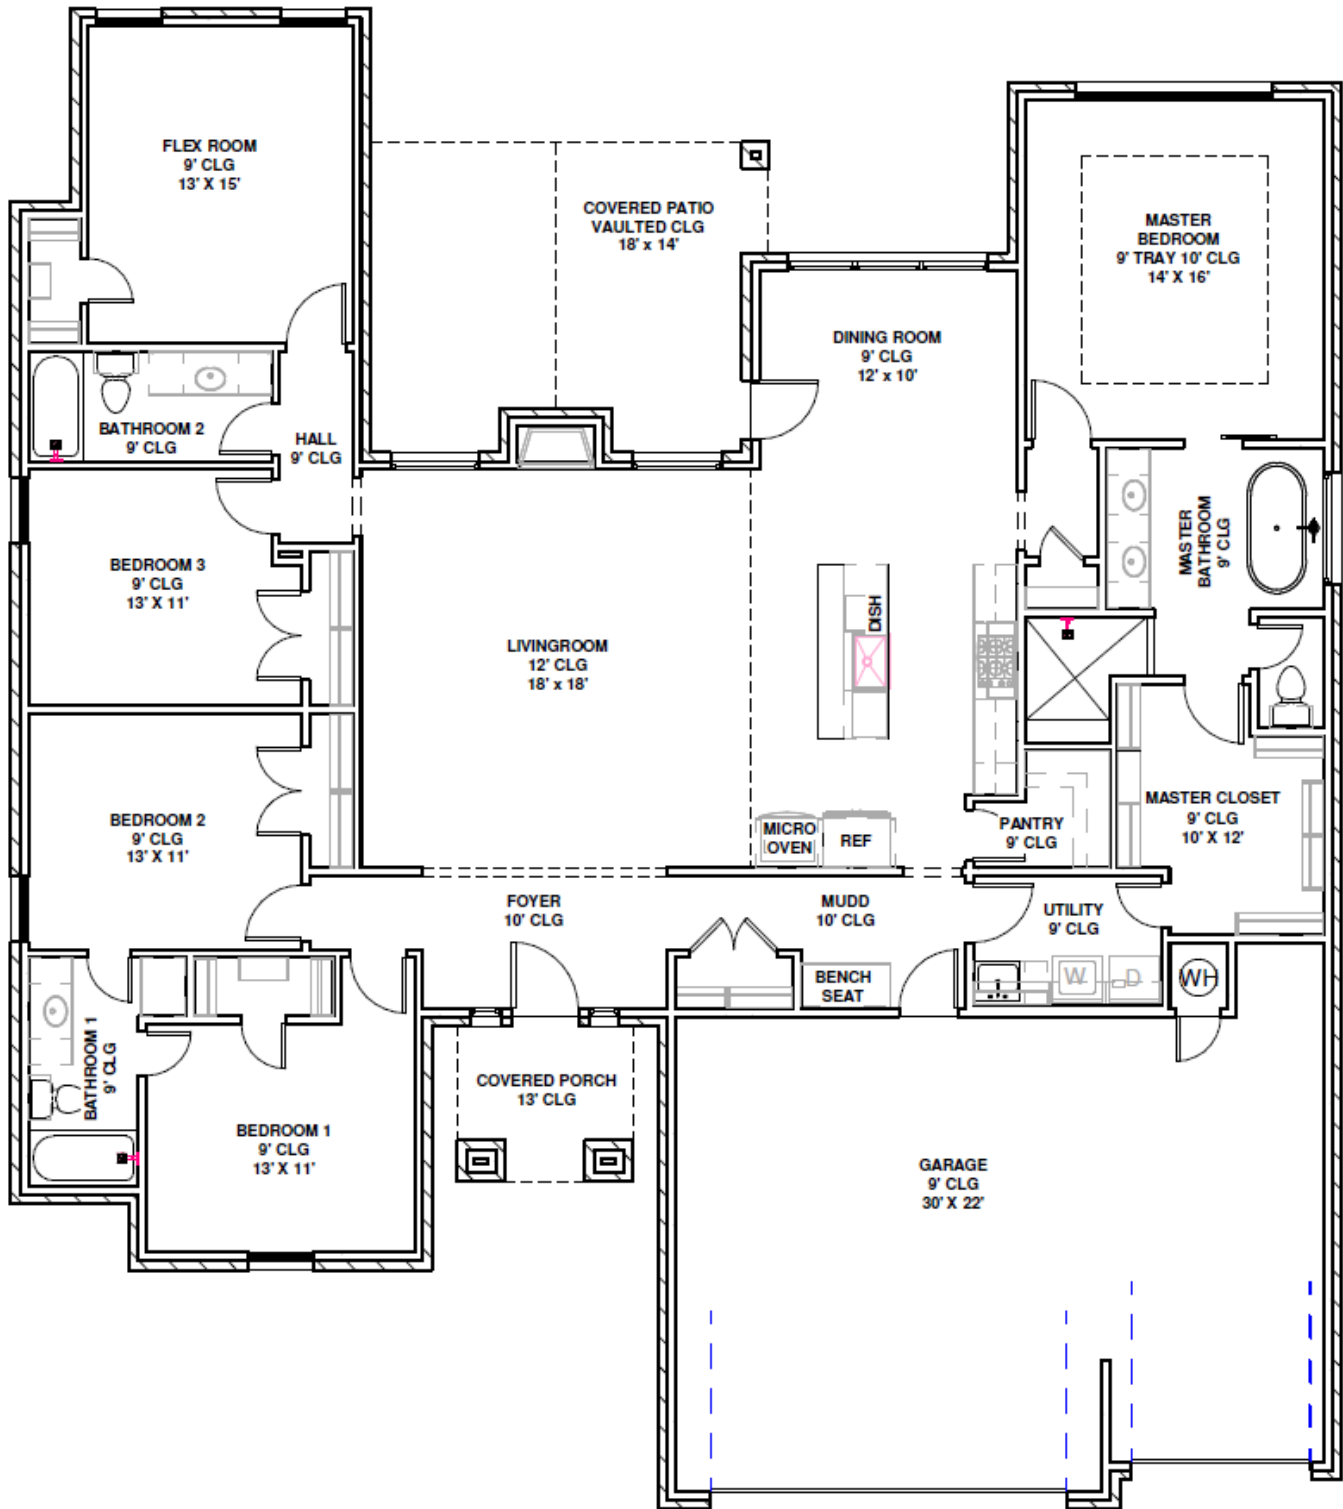 FLEX ROOM
9' CLG
13' X 15'
COVERED PATIO
VAULTED CLG
18' x 14'
MASTER
BEDROOM
9' TRAY 10' CLG
14' X 16'
DINING ROOM
9' CLG
12' x 10'
BATHROOM 2
9' CLG
HALL
9' CLG
MASTER
BATHROOM
9' CLG
BEDROOM 3
9' CLG
13' X 11'
DISH
LIVINGROOM
12' CLG
18' x 18'
BEDROOM 2
9' CLG
13' X 11'
MICRO
OVEN
REF
PANTRY
9' CLG
MASTER CLOSET
9' CLG
10' X 12'
FOYER
10' CLG
MUDD
10' CLG
UTILITY
9' CLG
BENCH
SEAT
W
D
WH
BATHROOM 1
9' CLG
COVERED PORCH
13' CLG
BEDROOM 1
9' CLG
13' X 11'
GARAGE
9' CLG
30' X 22'